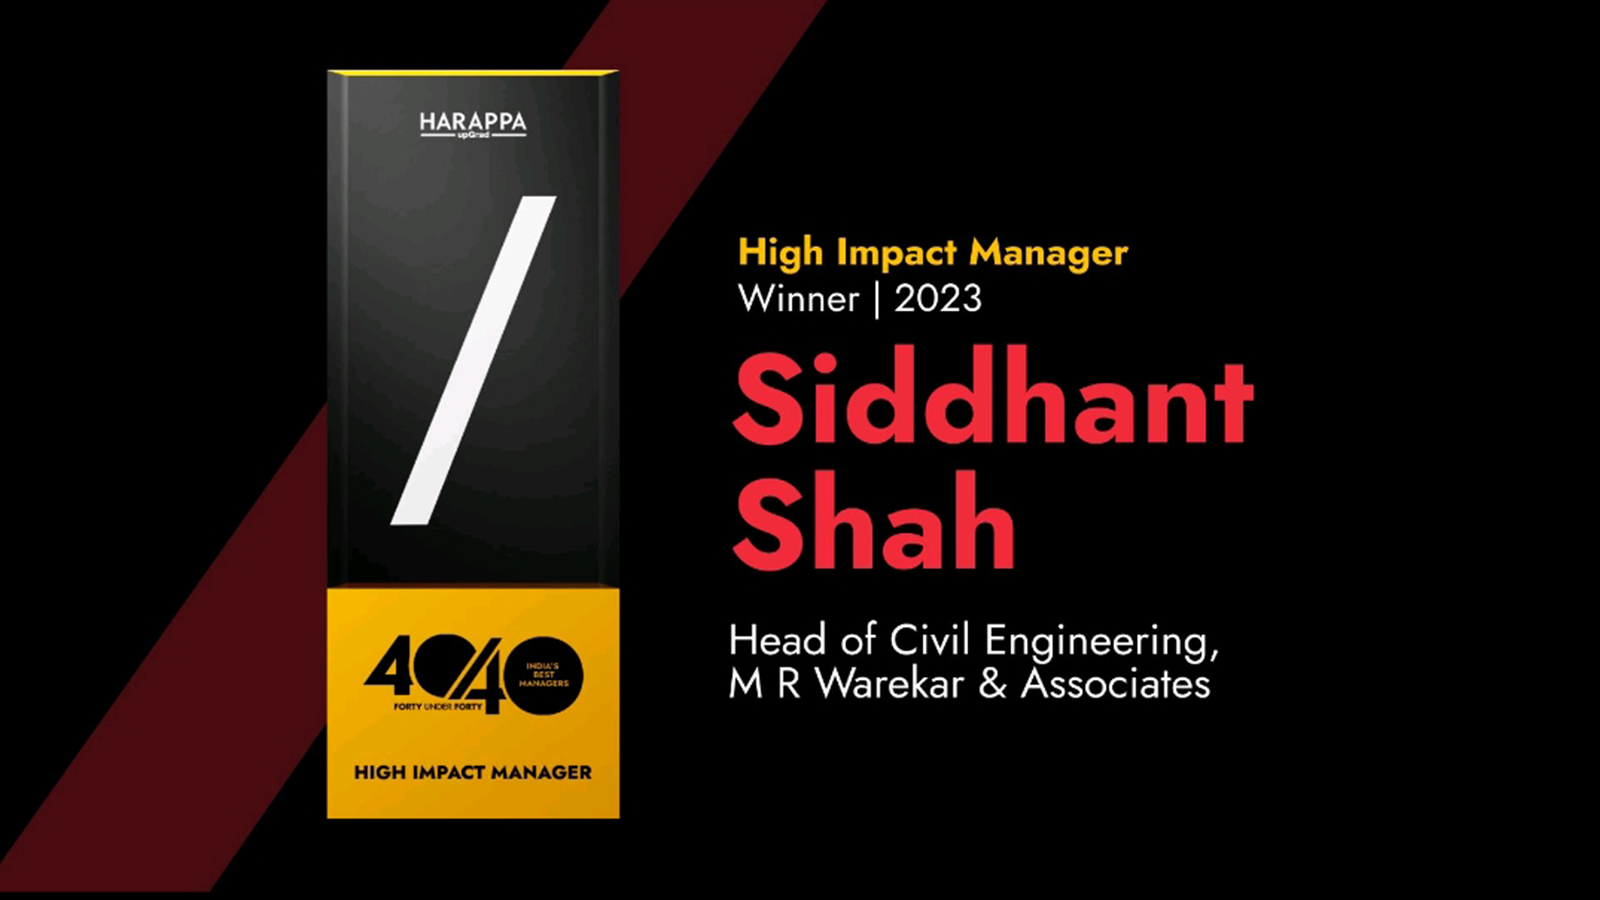 HARAPPA
upGrad
40/40
INDIA'S
BEST
MANAGERS
FORTY UNDER FORTY
HIGH IMPACT MANAGER
High Impact Manager
Winner | 2023
Siddhant
Shah
Head of Civil Engineering,
M R Warekar & Associates